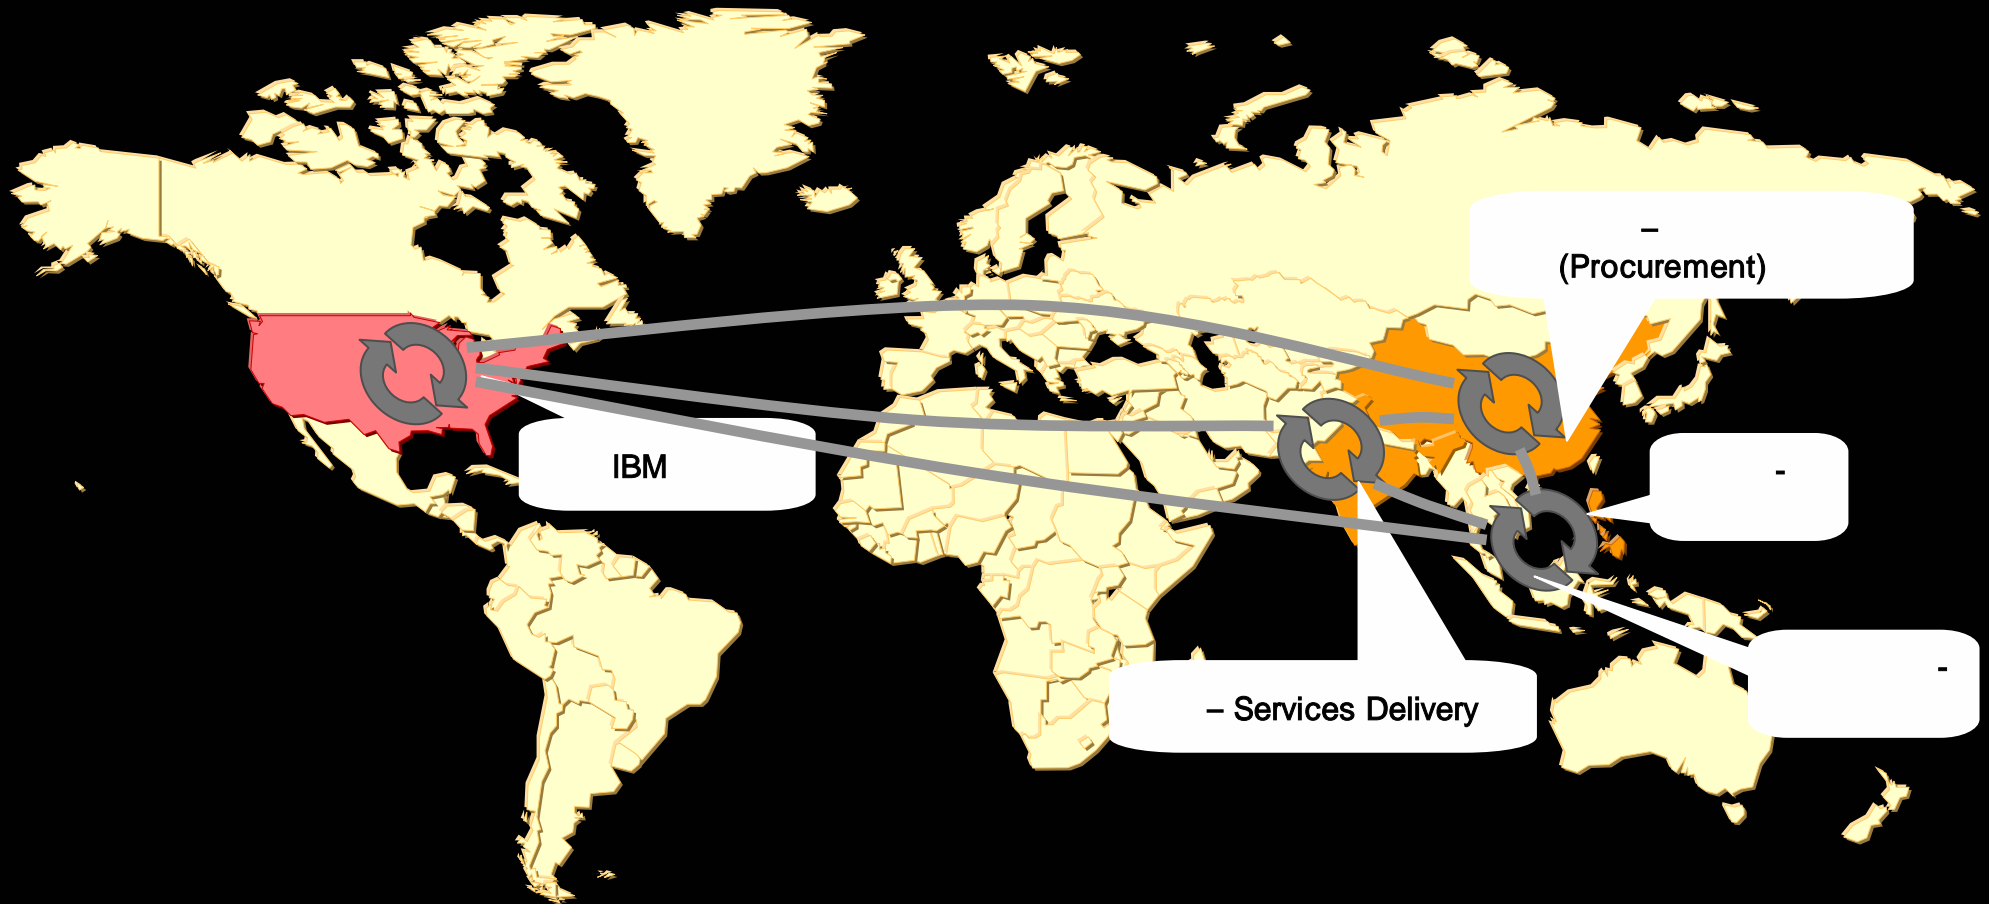 –
(Procurement)
IBM
-
-
– Services Delivery